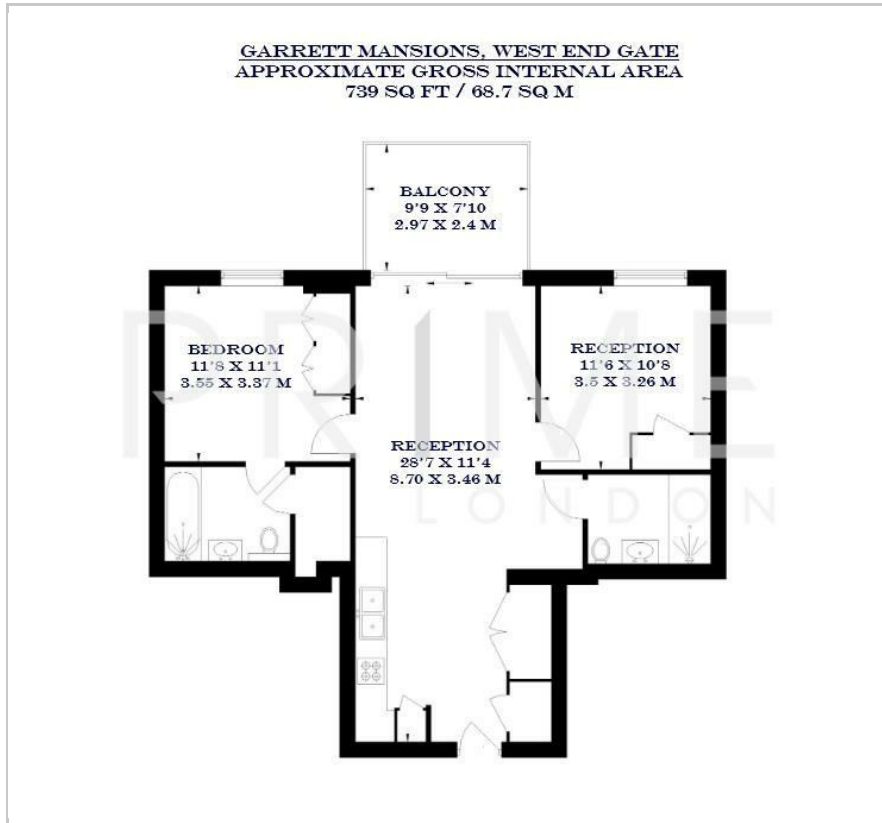 GARRETT MANSIONS, WEST END GATE
APPROXIMATE GROSS INTERNAL AREA
739 SQ FT / 68.7 SQ M
BALCONY
9'9 X 7'10
2.97 X 2.4 M
BEDROOM
11'8 X 11'1
3.55 X 3.37 M
RECEPTION
11'6 X 10'8
3.5 X 3.26 M
RECEPTION
28'7 X 11'4
8.70 X 3.46 M
PRIME
LONDON